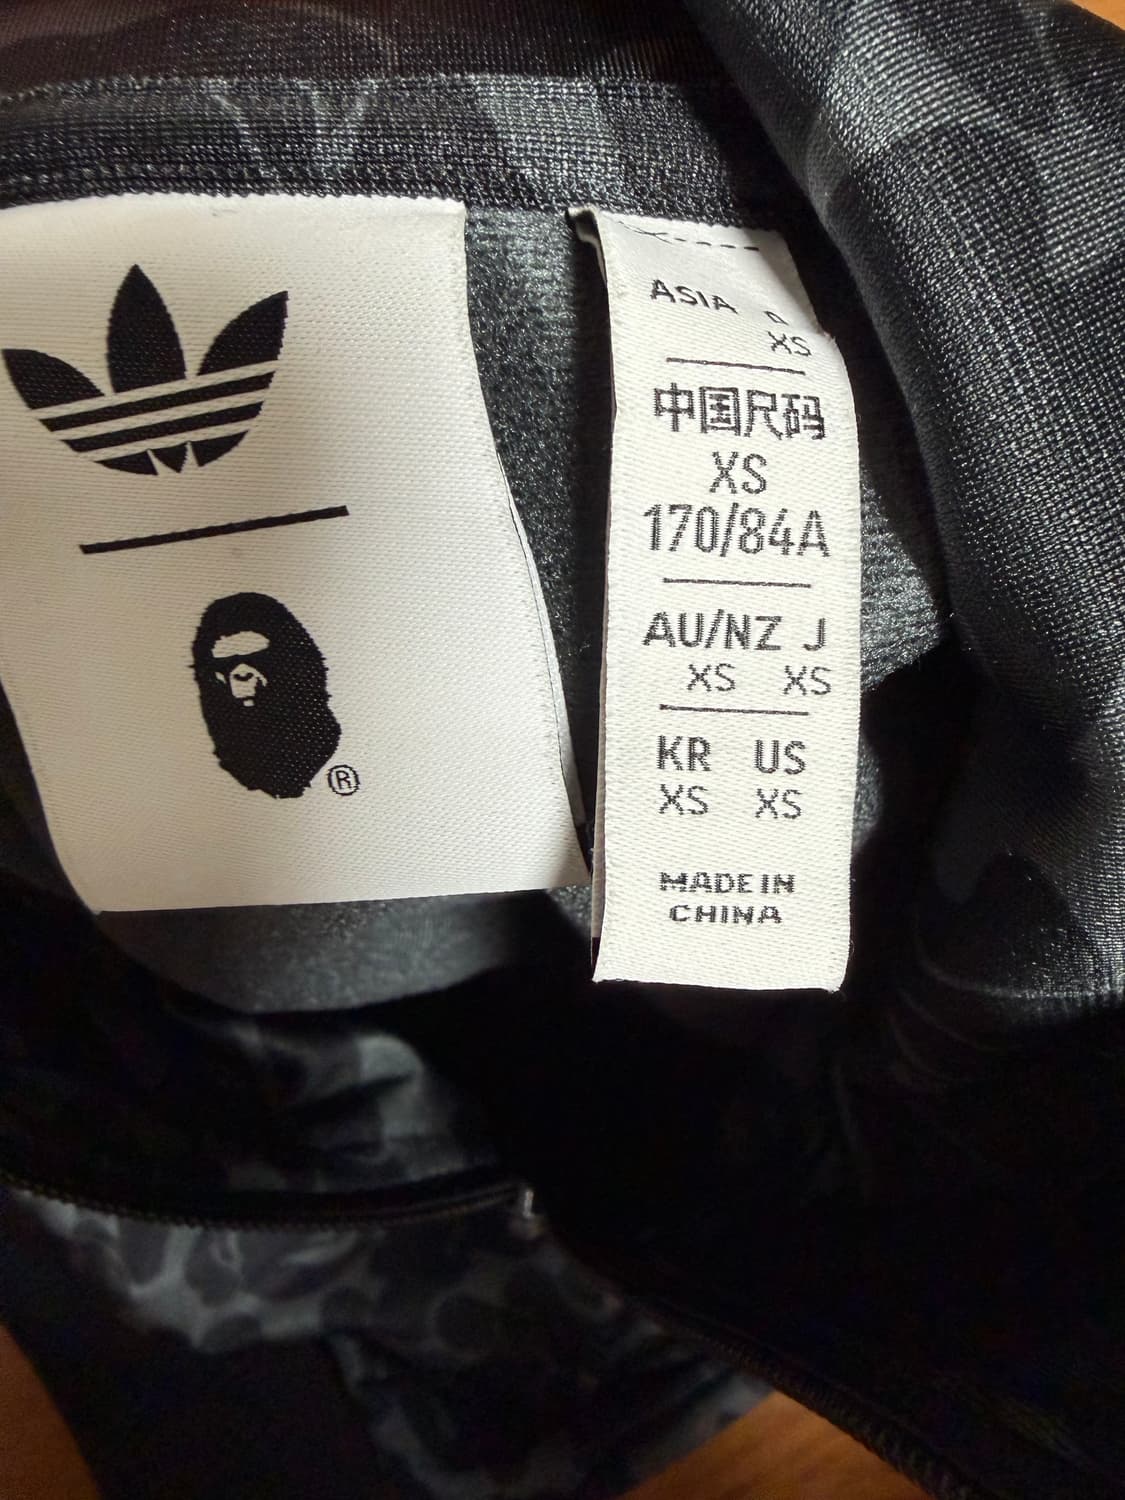 ®
ASIA
XS
中国尺码
XS
170/84A
AU/NZ J
XS XS
KR US
XS XS
MADE IN
CHINA